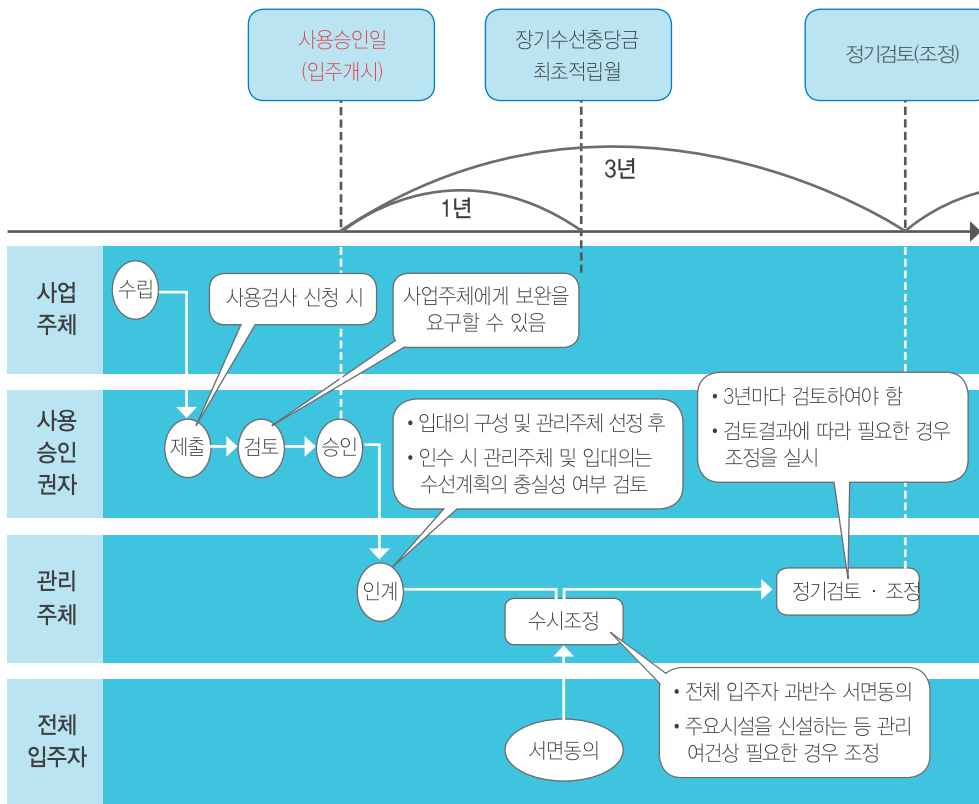 사용승인일
(입주개시)
장기수선충당금
최초적립월
정기검토(조정)
3년
1년
사업
주체
수립
사용검사 신청 시
사업주체에게 보완을
요구할 수 있음
사용
승인
권자
제출
검토
승인
• 입대의 구성 및 관리주체 선정 후
• 인수 시 관리주체 및 입대의는
수선계획의 충실성 여부 검토
• 3년마다 검토하여야 함
• 검토결과에 따라 필요한 경우
조정을 실시
관리
주체
인계
수시조정
정기검토 · 조정
전체
입주자
서면동의
• 전체 입주자 과반수 서면동의
• 주요시설을 신설하는 등 관리
여건상 필요한 경우 조정